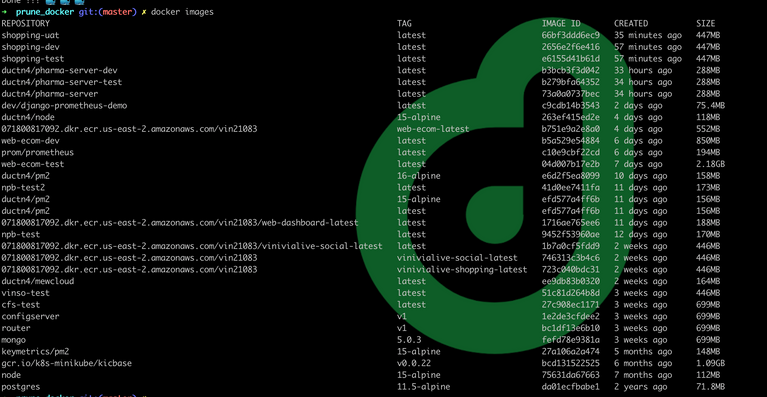 ➜ prune_docker git:(master) ✗ docker images
REPOSITORY TAG IMAGE ID CREATED SIZE
shopping-uat latest 66bf3ddd6ec9 35 minutes ago 447MB
shopping-dev latest 2656e2f6e416 57 minutes ago 447MB
shopping-test latest e6155d41b61d 57 minutes ago 447MB
ductn4/pharma-server-dev latest b3bcb3f3d042 33 hours ago 288MB
ductn4/pharma-server-test latest b279bfa64352 34 hours ago 288MB
ductn4/pharma-server latest 73a0a0737bec 34 hours ago 288MB
dev/django-prometheus-demo latest c9cdb14b3543 2 days ago 75.4MB
ductn4/node 15-alpine 263ef415ed2e 4 days ago 118MB
071800817092.dkr.ecr.us-east-2.amazonaws.com/vin21083 web-ecom-latest b751e9a2e8a0 4 days ago 552MB
web-ecom-dev latest b5a529e54884 6 days ago 850MB
prom/prometheus latest c10e9cbf22cd 6 days ago 194MB
web-ecom-test latest 04d007b17e2b 7 days ago 2.18GB
ductn4/pm2 16-alpine e6d2f5ea8099 10 days ago 158MB
npb-test2 latest 41d0ee7411fa 11 days ago 173MB
ductn4/pm2 15-alpine efd577a4ff6b 11 days ago 156MB
ductn4/pm2 latest efd577a4ff6b 11 days ago 156MB
071800817092.dkr.ecr.us-east-2.amazonaws.com/vin21083/web-dashboard-latest latest 1716ae765ee6 11 days ago 188MB
npb-test latest 9452f53960ae 12 days ago 170MB
071800817092.dkr.ecr.us-east-2.amazonaws.com/vin21083/vinivialive-social-latest latest 1b7a0cf5fdd9 2 weeks ago 446MB
071800817092.dkr.ecr.us-east-2.amazonaws.com/vin21083 vinivialive-social-latest 746313c3b4c6 2 weeks ago 446MB
071800817092.dkr.ecr.us-east-2.amazonaws.com/vin21083 vinivialive-shopping-latest 723c040bdc31 2 weeks ago 446MB
ductn4/mewcloud latest ee9db83b0320 2 weeks ago 164MB
vinso-test latest 51c81d264b8d 3 weeks ago 446MB
cfs-test latest 27c908ec1171 3 weeks ago 699MB
configserver v1 1e2de3cfdee2 3 weeks ago 699MB
router v1 bc1df13e6b10 3 weeks ago 699MB
mongo 5.0.3 fefd78e9381a 3 weeks ago 699MB
keymetrics/pm2 15-alpine 27a106a2a474 5 months ago 148MB
gcr.io/k8s-minikube/kicbase v0.0.22 bcd131522525 6 months ago 1.09GB
node 15-alpine 75631da67663 7 months ago 112MB
postgres 11.5-alpine da01ecfbabe1 2 years ago 71.8MB